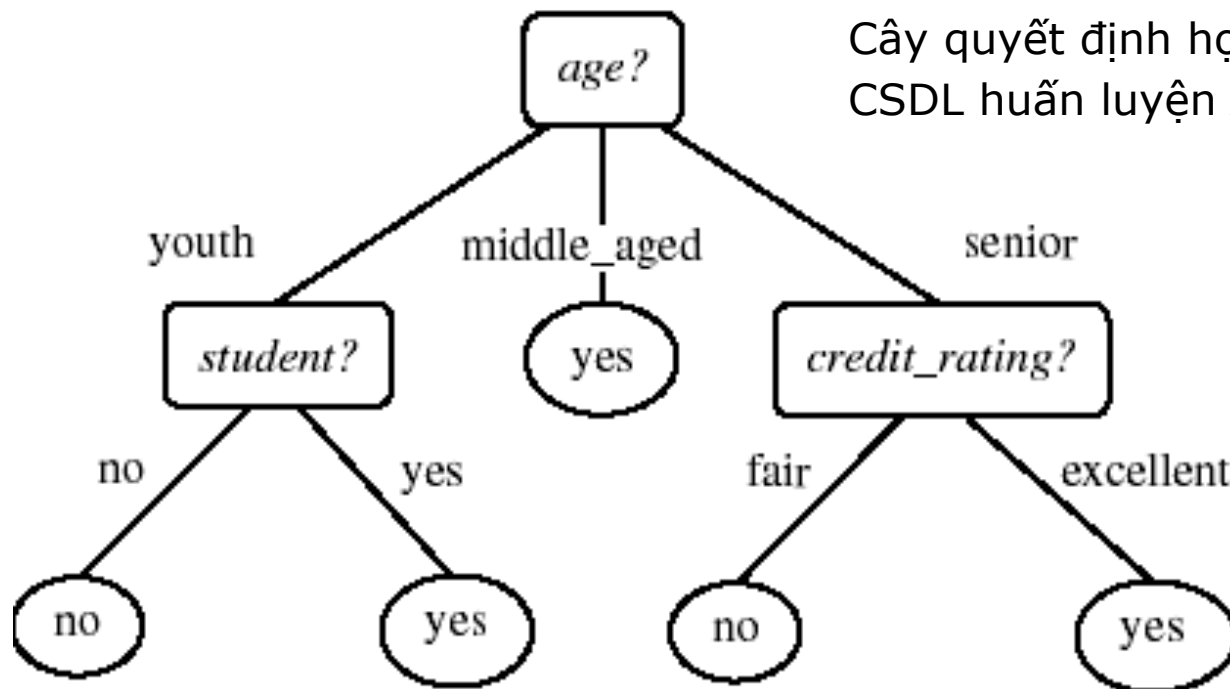 Cây quyết định
CSDL huấn luyện
age?
youth
middle_aged
senior
student?
yes
credit_rating?
no
yes
fair
excellent
no
yes
no
yes